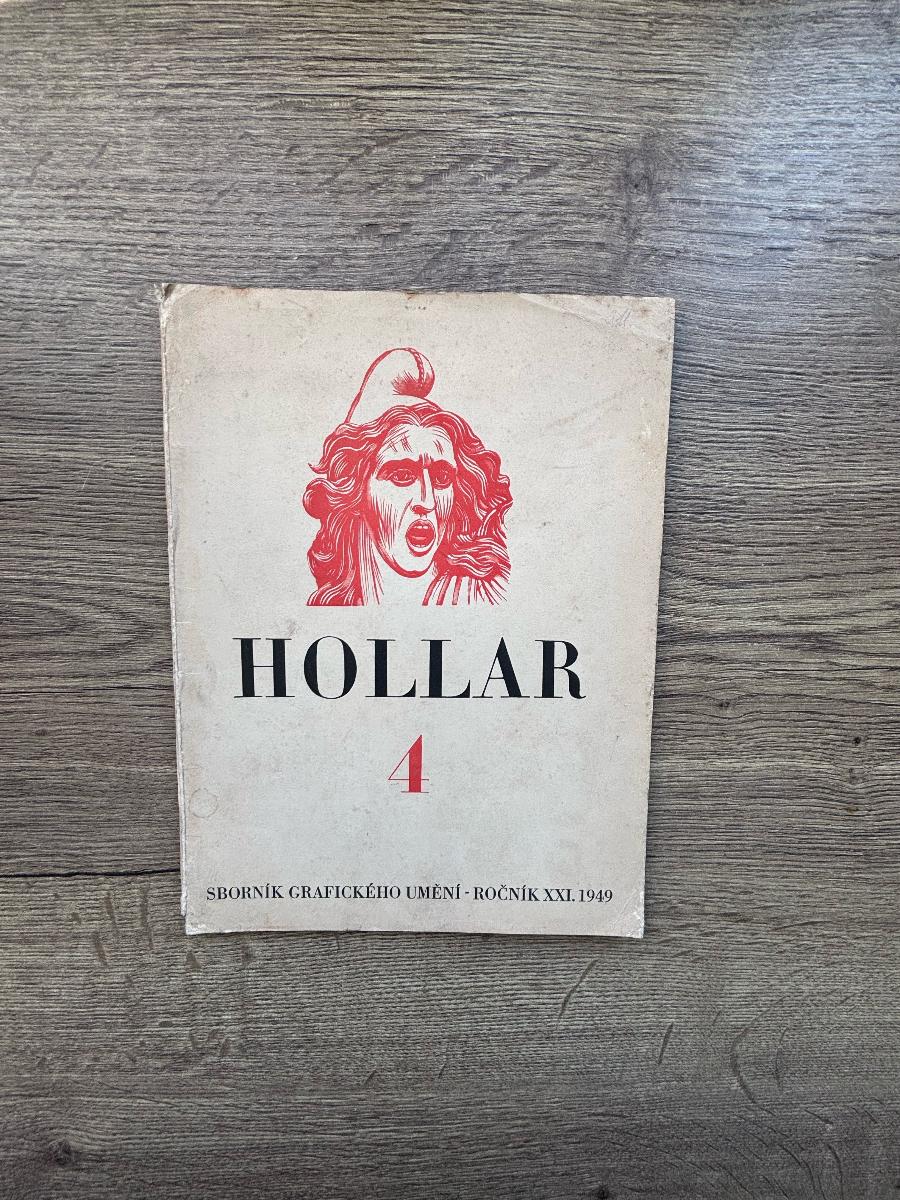 HOLLAR
4
SBORNÍK GRAFICKÉHO UMĚNÍ - ROČNÍK XXI. 1949